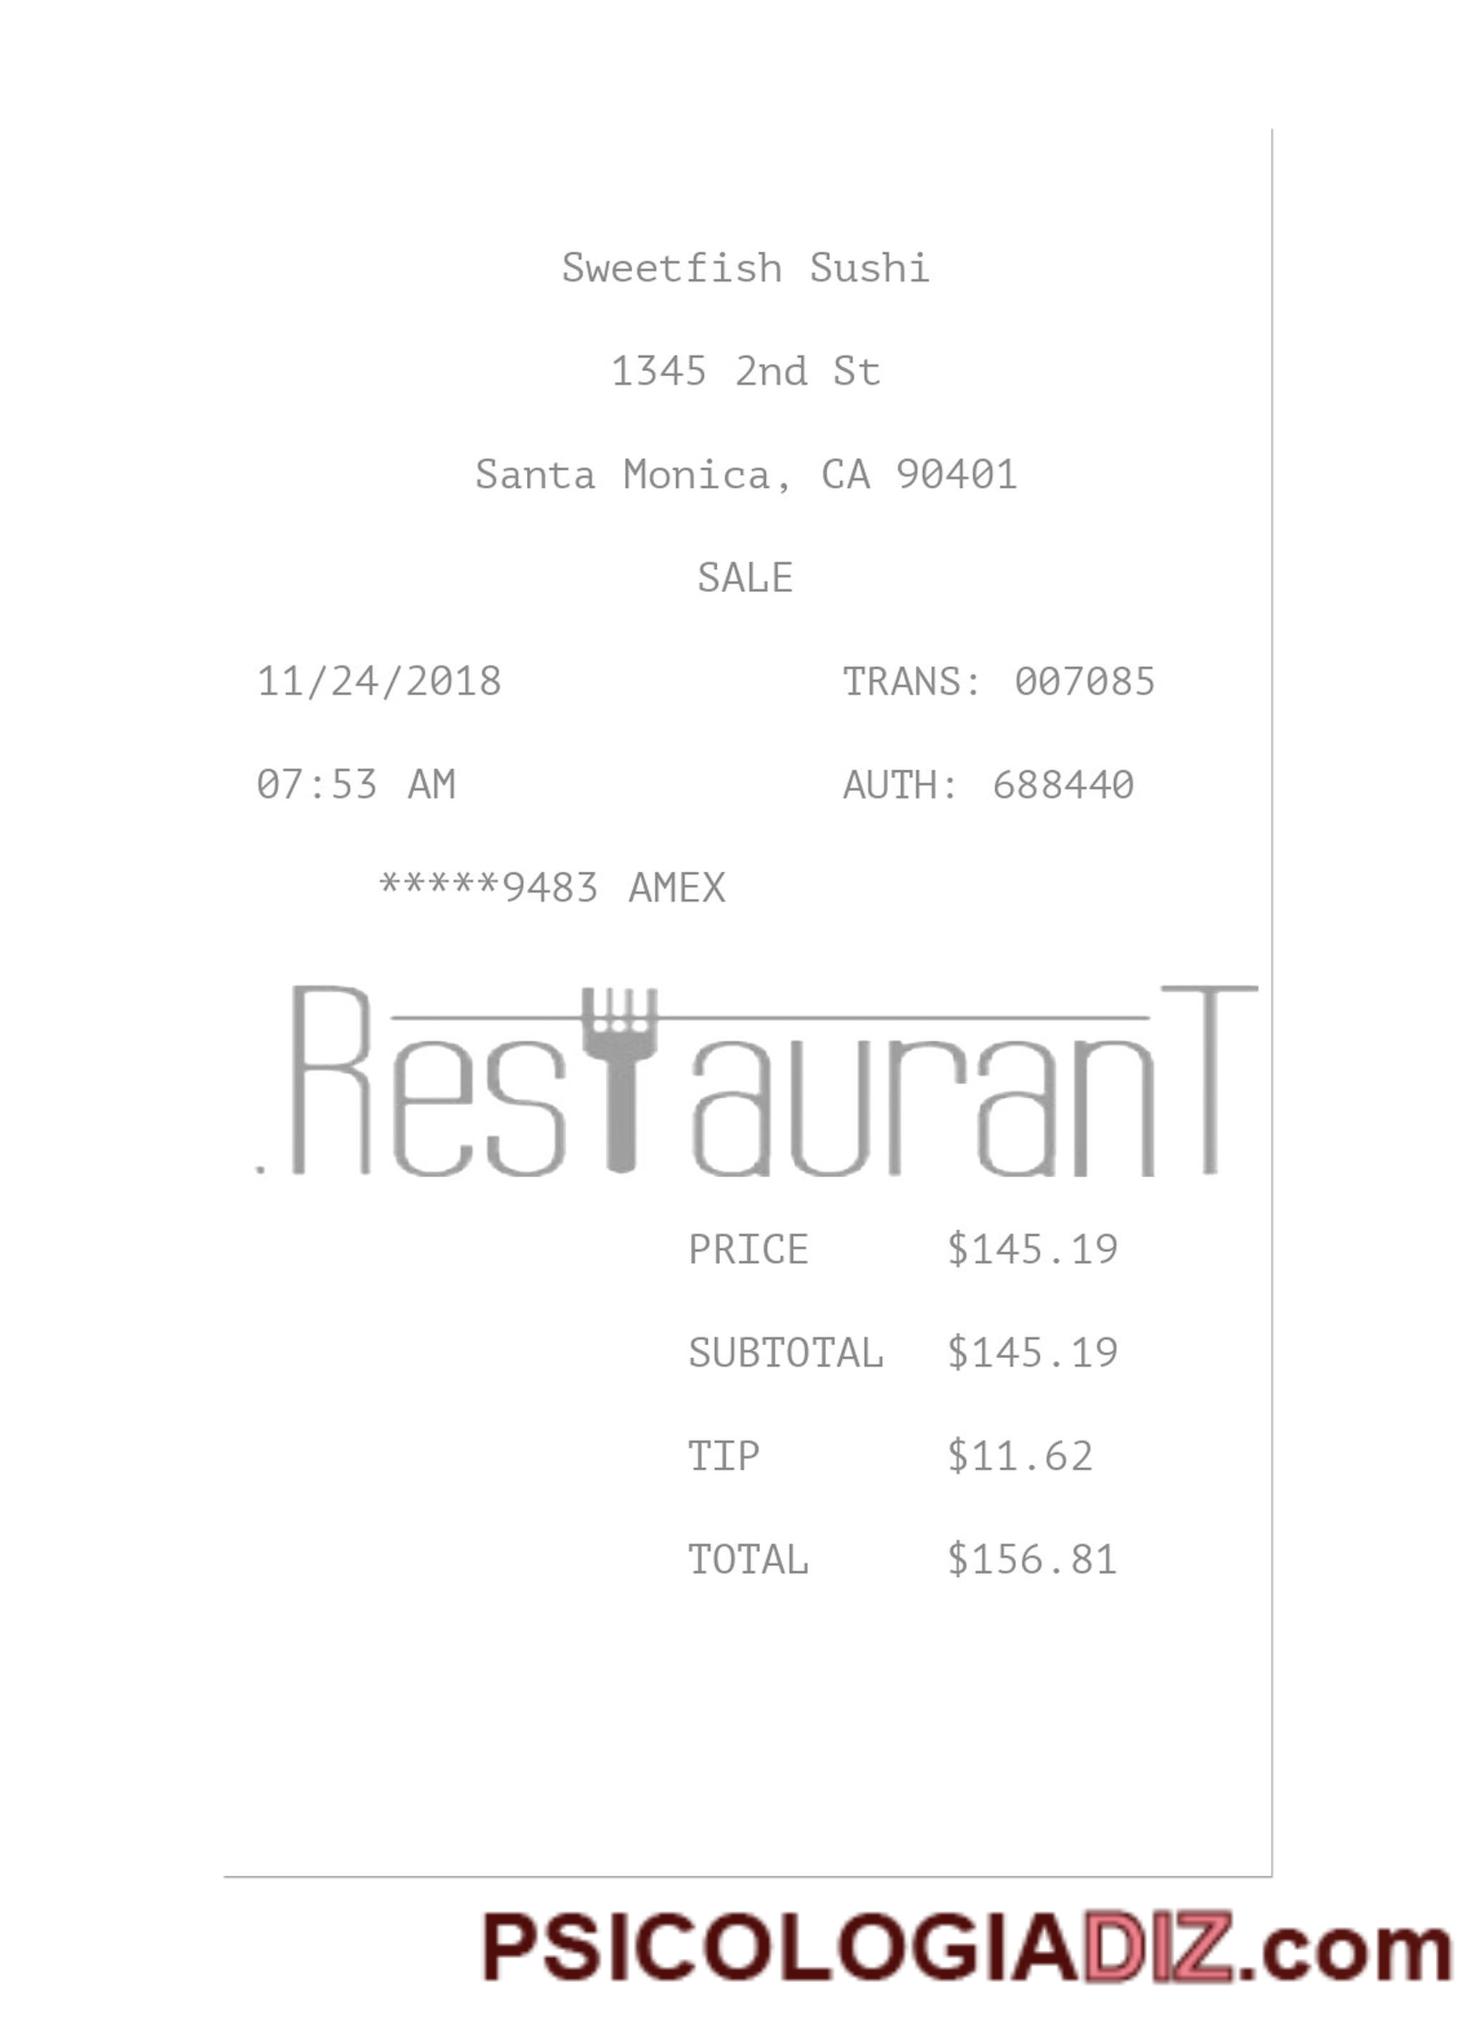 Sweetfish Sushi
1345 2nd St
Santa Monica, CA 90401
SALE
11/24/2018 TRANS: 007085
07:53 AM AUTH: 688440
*****9483 AMEX
.RestauranT
PRICE $145.19
SUBTOTAL $145.19
TIP $11.62
TOTAL $156.81
PSICOLOGIADIZ.com